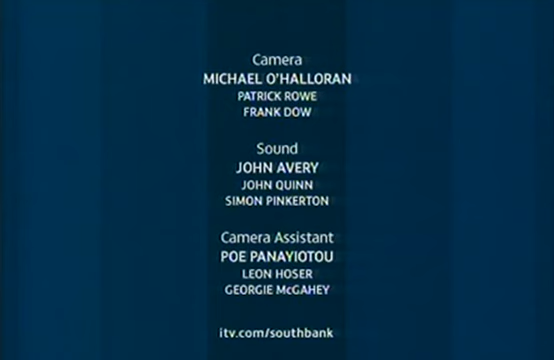 Camera
MICHAEL O'HALLORAN
PATRICK ROWE
FRANK DOW
Sound
JOHN AVERY
JOHN QUINN
SIMON PINKERTON
Camera Assistant
POE PANAYIOTOU
LEON HOSER
GEORGIE McGAHEY
itv.com/southbank